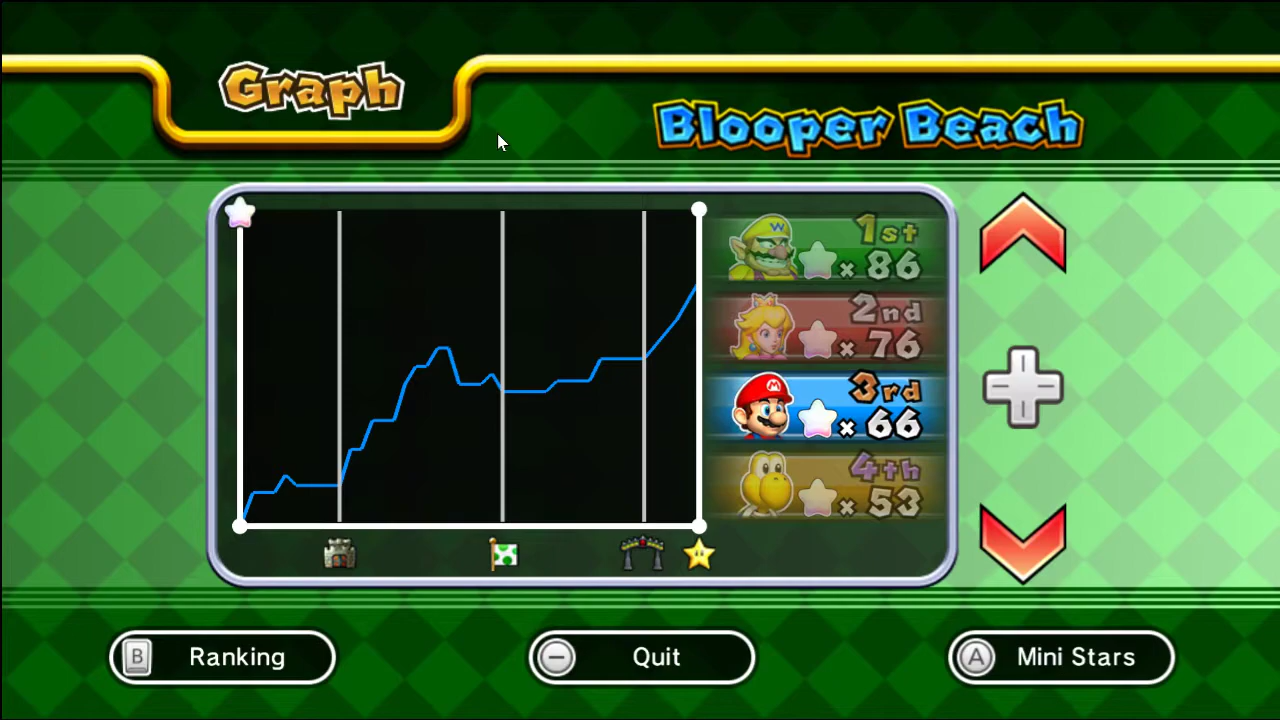 Graph
Blooper Beach
W
1st
× 86
2nd
× 76
M
3rd
× 66
4th
× 53
B Ranking
− Quit
A Mini Stars